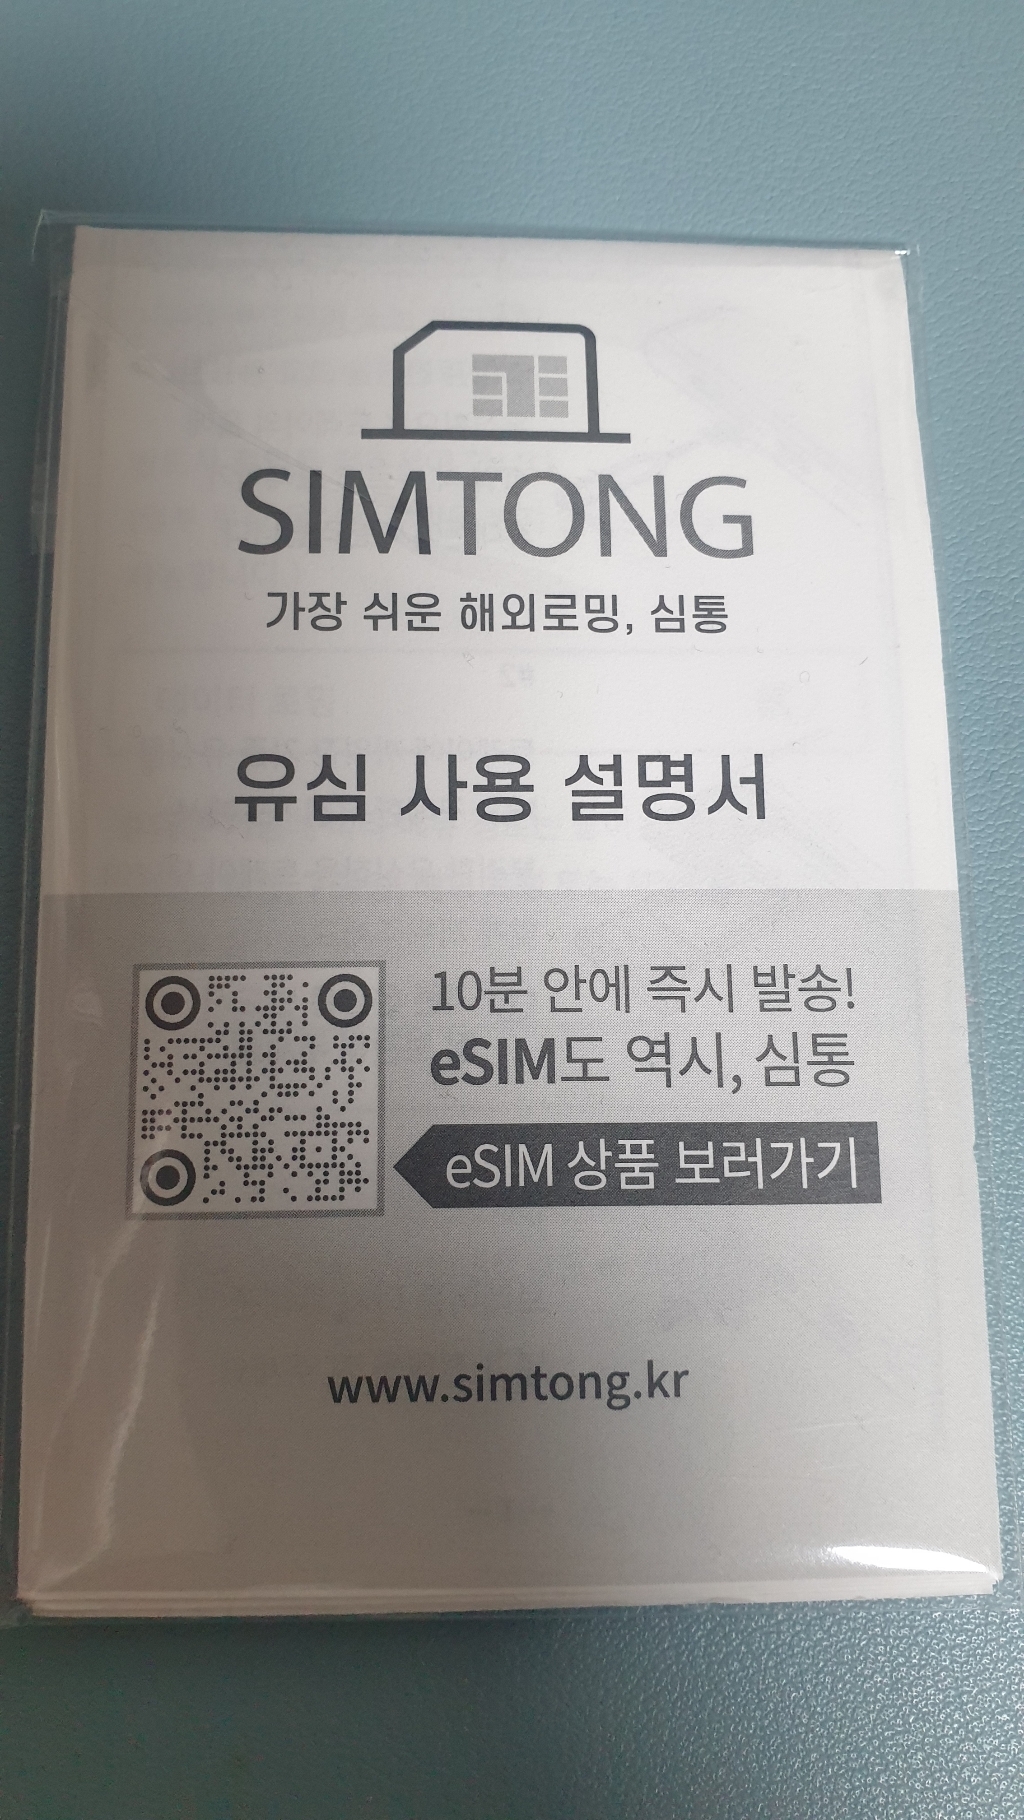 SIMTONG
가장 쉬운 해외로밍, 심통
유심 사용 설명서
10분 안에 즉시 발송!
eSIM도 역시, 심통
eSIM 상품 보러가기
www.simtong.kr